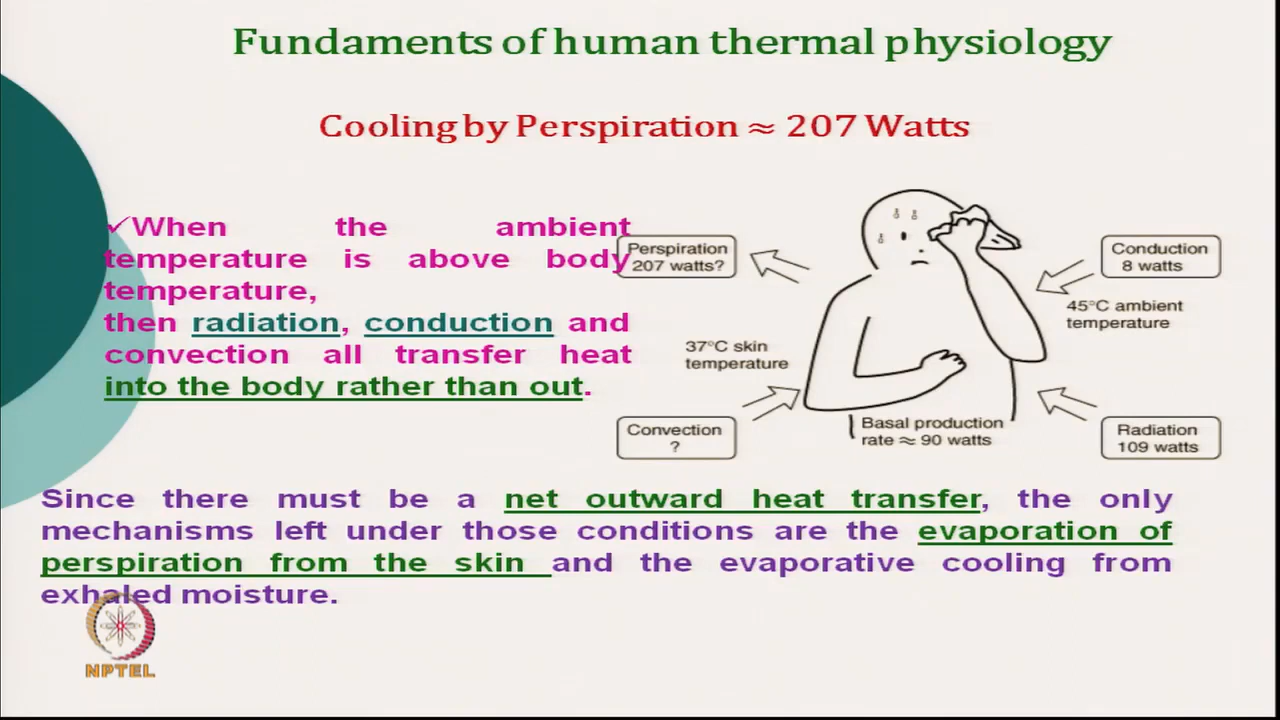 Fundaments of human thermal physiology
Cooling by Perspiration ≈ 207 Watts
✓When the ambient
temperature is above body
temperature,
then radiation, conduction and
convection all transfer heat
into the body rather than out.
Perspiration
207 watts?
Conduction
8 watts
45°C ambient
temperature
37°C skin
temperature
Convection
?
Basal production
rate ≈ 90 watts
Radiation
109 watts
Since there must be a net outward heat transfer, the only
mechanisms left under those conditions are the evaporation of
perspiration from the skin and the evaporative cooling from
exhaled moisture.
NPTEL